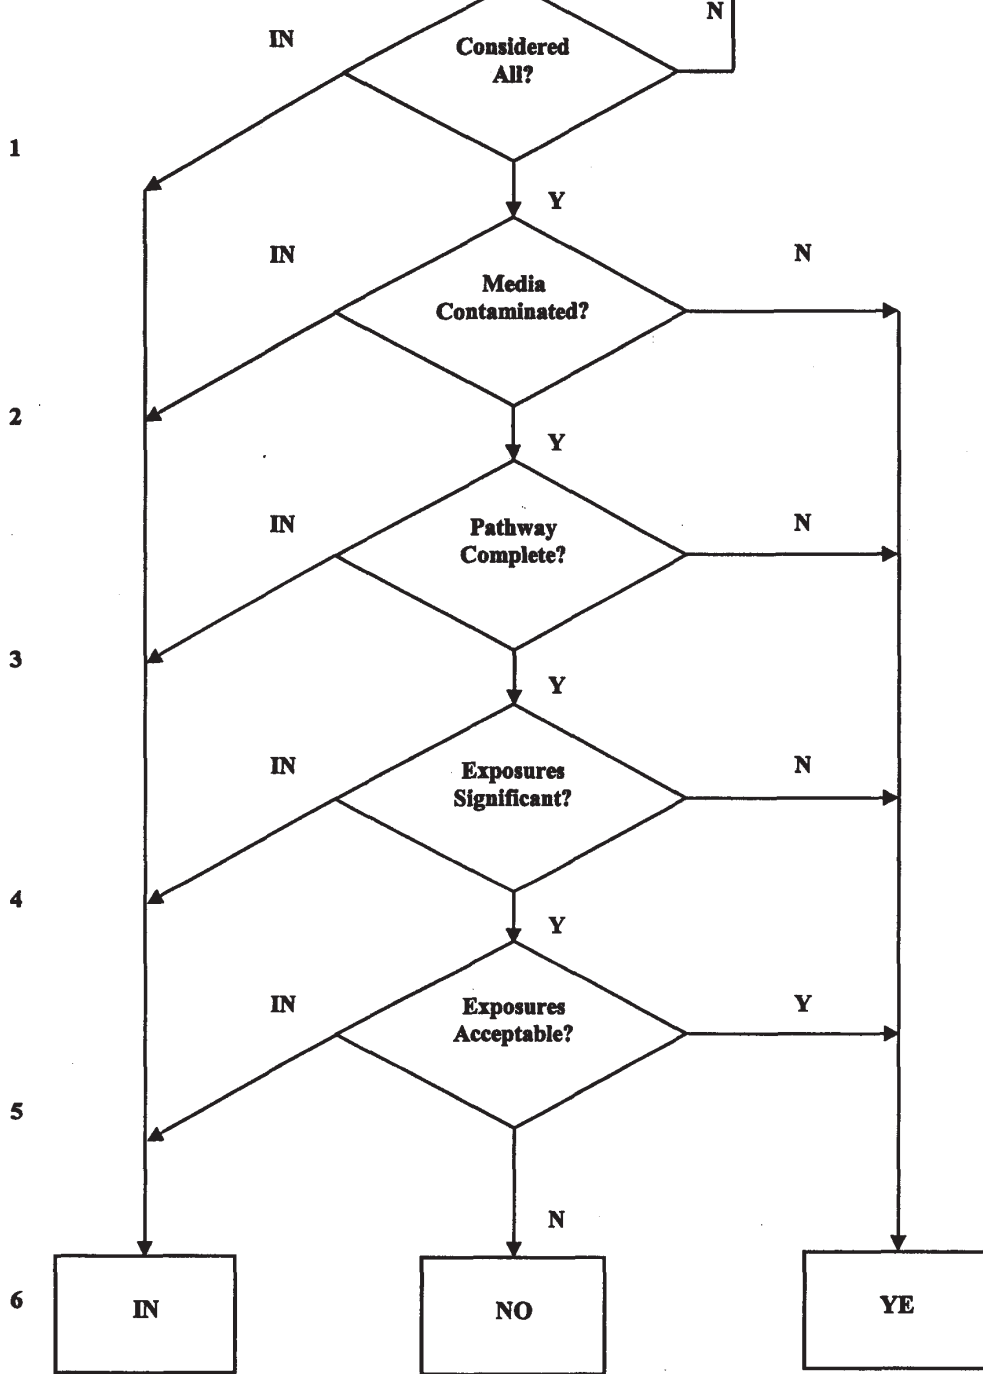 N
IN
Considered
All?
1
Y
IN
N
Media
Contaminated?
2
Y
IN
N
Pathway
Complete?
3
Y
IN
N
Exposures
Significant?
4
Y
IN
Y
Exposures
Acceptable?
5
N
6
IN
NO
YE